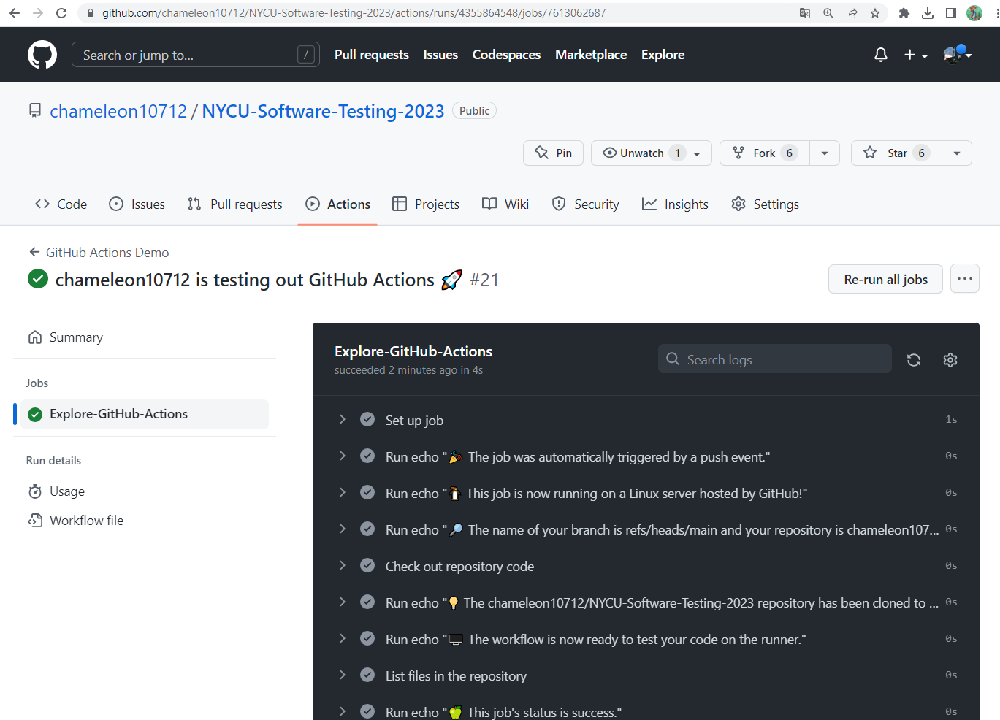 github.com/chameleon10712/NYCU-Software-Testing-2023/actions/runs/4355864548/jobs/7613062687
Search or jump to... /
Pull requests Issues Codespaces Marketplace Explore
chameleon10712 / NYCU-Software-Testing-2023 Public
Pin Unwatch 1 Fork 6 Star 6
Code Issues Pull requests Actions Projects Wiki Security Insights Settings
GitHub Actions Demo
chameleon10712 is testing out GitHub Actions 🚀 #21
Re-run all jobs
Summary
Jobs
Explore-GitHub-Actions
Run details
Usage
Workflow file
Explore-GitHub-Actions
succeeded 2 minutes ago in 4s
Search logs
Set up job 1s
Run echo "🎉 The job was automatically triggered by a push event." 0s
Run echo "🐧 This job is now running on a Linux server hosted by GitHub!" 0s
Run echo "🔎 The name of your branch is refs/heads/main and your repository is chameleon107... 0s
Check out repository code 0s
Run echo "💡 The chameleon10712/NYCU-Software-Testing-2023 repository has been cloned to ... 0s
Run echo "🖥️ The workflow is now ready to test your code on the runner." 0s
List files in the repository 0s
Run echo "🍏 This job's status is success." 0s